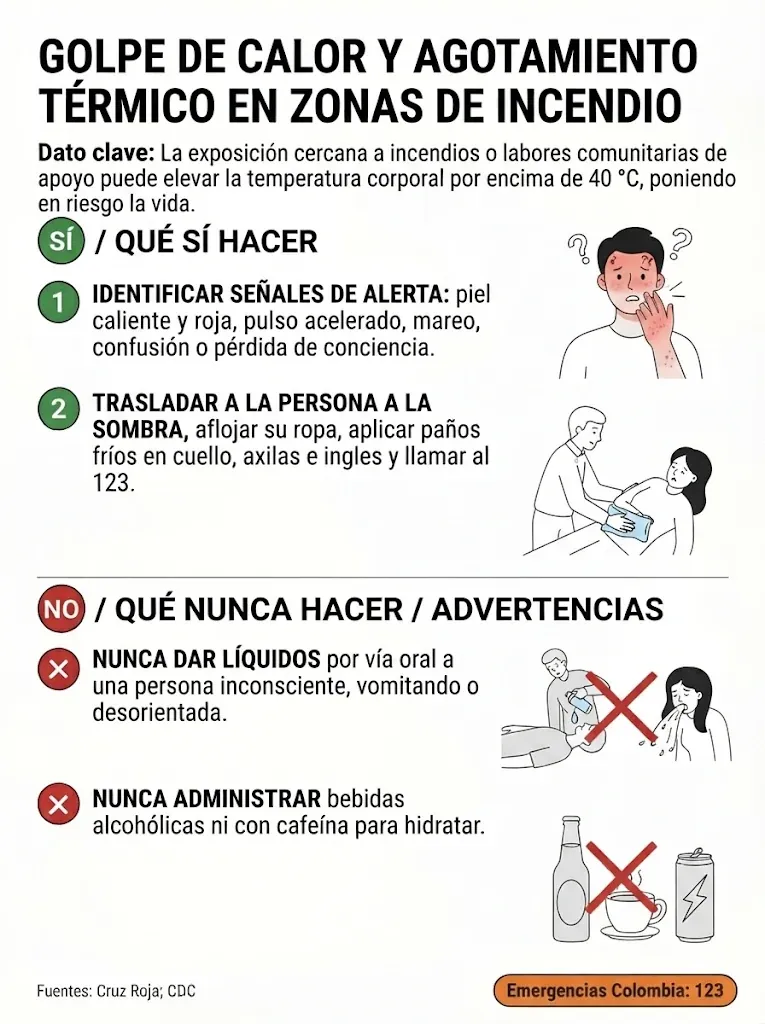 GOLPE DE CALOR Y AGOTAMIENTO
TÉRMICO EN ZONAS DE INCENDIO
Dato clave: La exposición cercana a incendios o labores comunitarias de
apoyo puede elevar la temperatura corporal por encima de 40 °C, poniendo
en riesgo la vida.
SÍ / QUÉ SÍ HACER
1 IDENTIFICAR SEÑALES DE ALERTA: piel
caliente y roja, pulso acelerado, mareo,
confusión o pérdida de conciencia.
? ?
2 TRASLADAR A LA PERSONA A LA
SOMBRA, aflojar su ropa, aplicar paños
fríos en cuello, axilas e ingles y llamar al
123.
NO / QUÉ NUNCA HACER / ADVERTENCIAS
NUNCA DAR LÍQUIDOS por vía oral a
una persona inconsciente, vomitando o
desorientada.
NUNCA ADMINISTRAR bebidas
alcohólicas ni con cafeína para hidratar.
Fuentes: Cruz Roja; CDC
Emergencias Colombia: 123